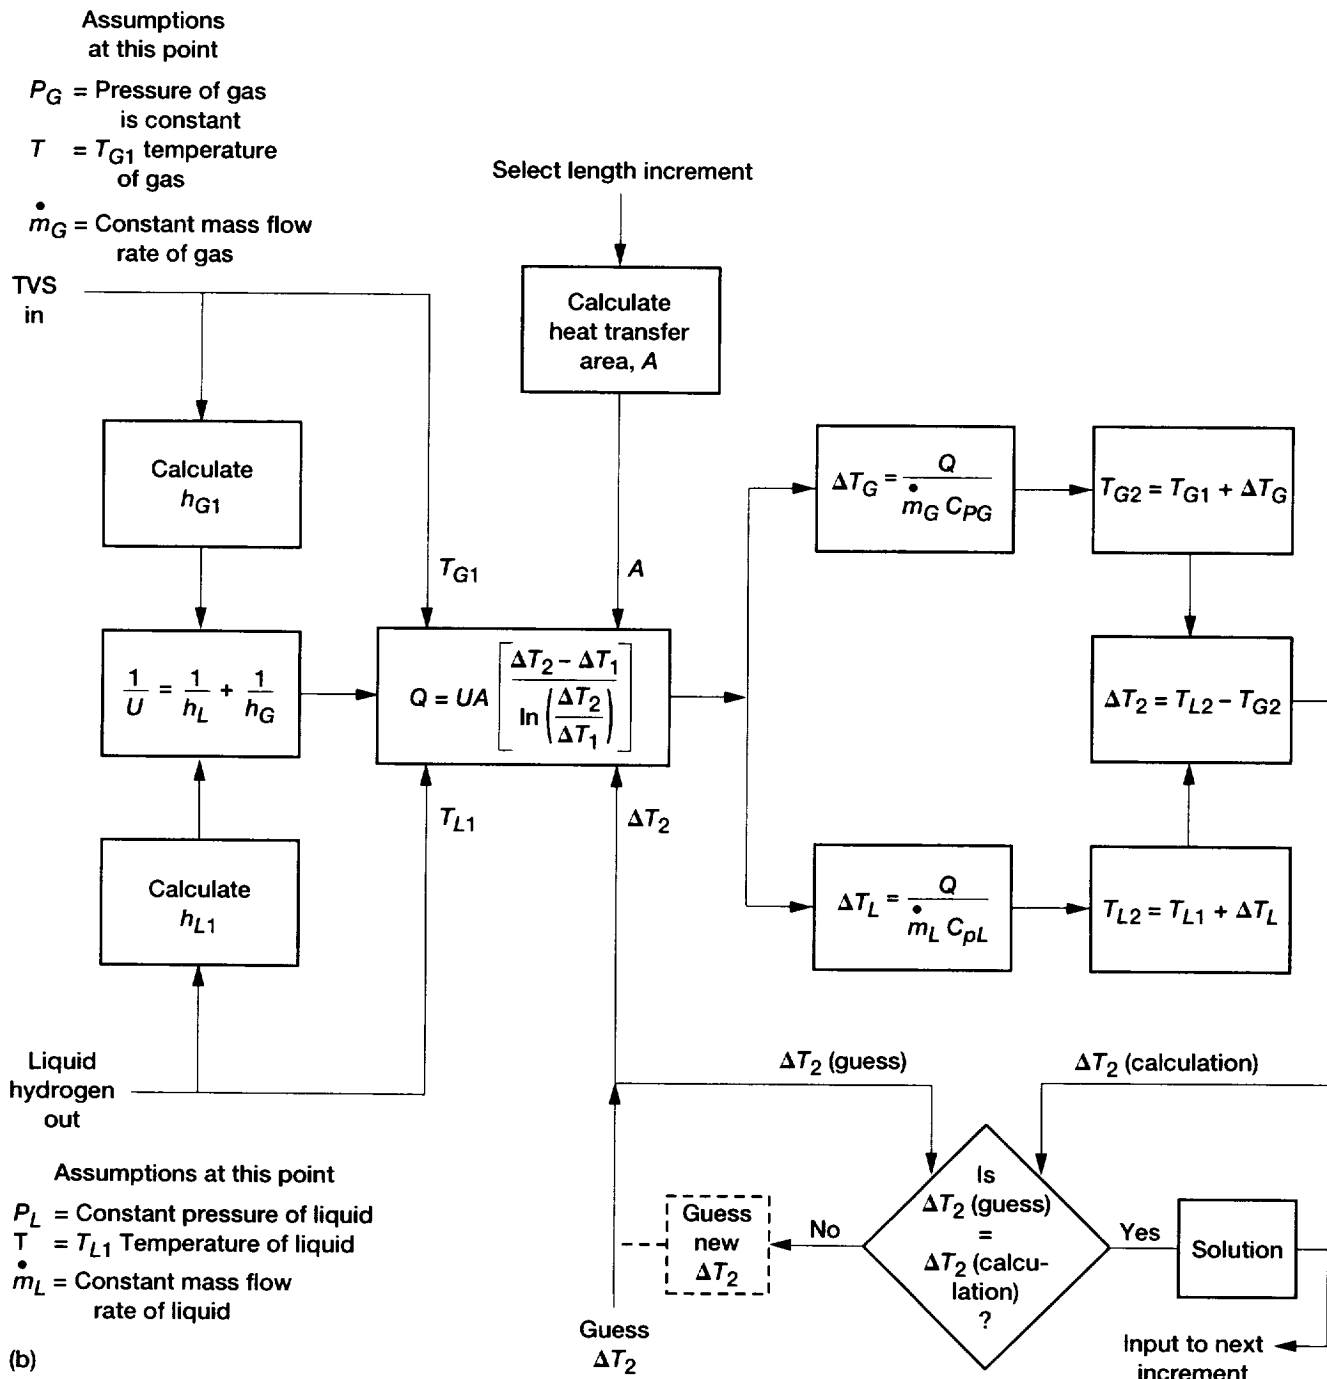 Assumptions
at this point
P_G = Pressure of gas
is constant
T = T_G1 temperature
of gas
ṁ_G = Constant mass flow
rate of gas
TVS
in
Select length increment
Calculate
heat transfer
area, A
Calculate
h_G1
T_G1
A
1/U = 1/h_L + 1/h_G
Q = UA [(ΔT_2 – ΔT_1) / ln (ΔT_2/ΔT_1)]
ΔT_G = Q / ṁ_G C_PG
T_G2 = T_G1 + ΔT_G
ΔT_2 = T_L2 – T_G2
T_L1
ΔT_2
Calculate
h_L1
ΔT_L = Q / ṁ_L C_pL
T_L2 = T_L1 + ΔT_L
Liquid
hydrogen
out
Assumptions at this point
P_L = Constant pressure of liquid
T = T_L1 Temperature of liquid
ṁ_L = Constant mass flow
rate of liquid
(b)
ΔT_2 (guess)
ΔT_2 (calculation)
Is
ΔT_2 (guess)
=
ΔT_2 (calcu-
lation)
?
No
Guess
new
ΔT_2
Yes
Solution
Guess
ΔT_2
Input to next
increment